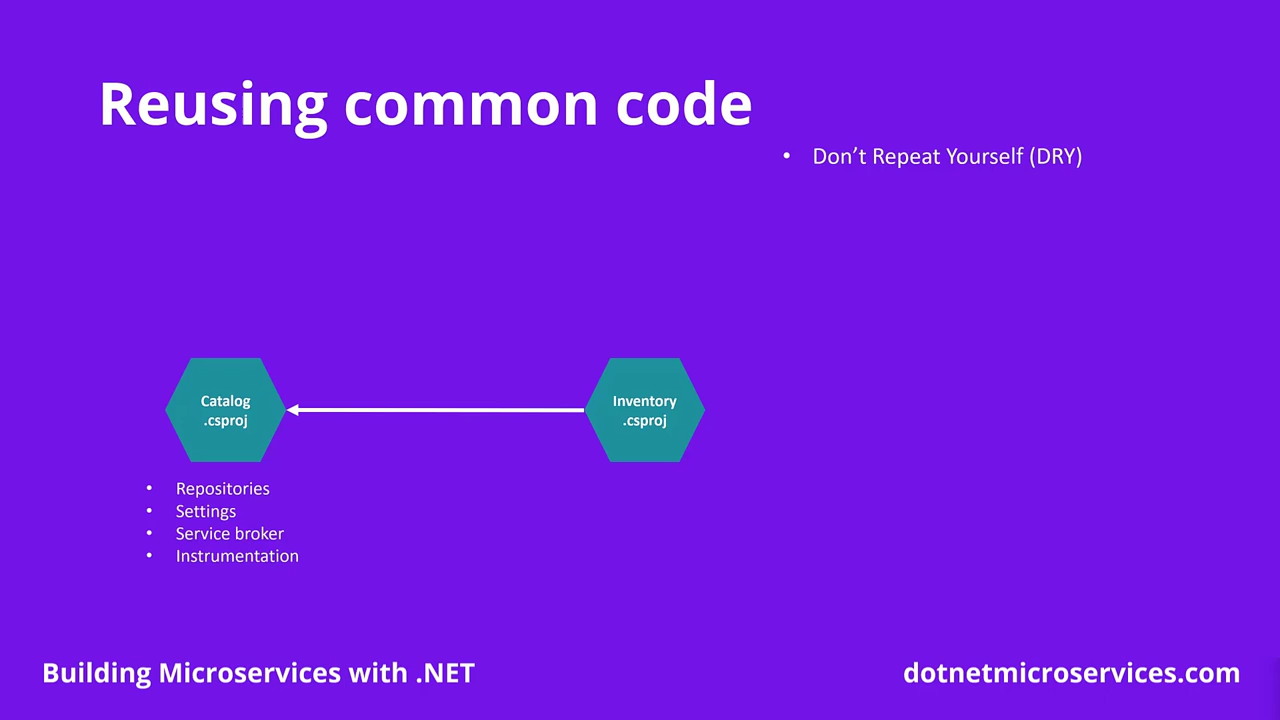 Reusing common code
• Don’t Repeat Yourself (DRY)
Catalog
.csproj
Inventory
.csproj
• Repositories
• Settings
• Service broker
• Instrumentation
Building Microservices with .NET
dotnetmicroservices.com